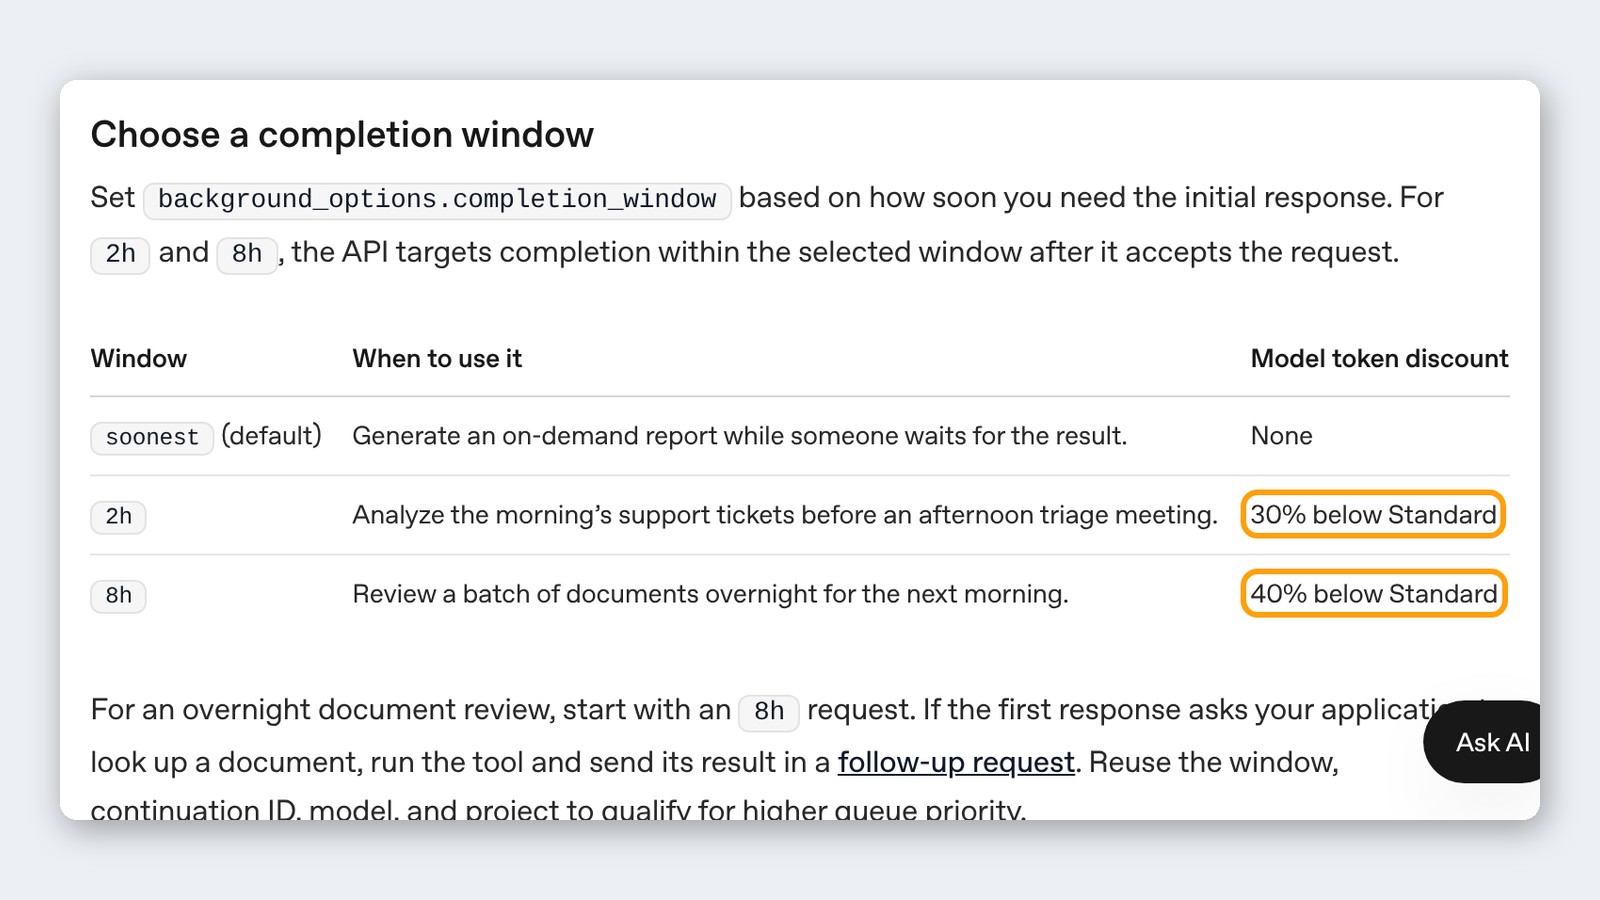 Choose a completion window
Set background_options.completion_window based on how soon you need the initial response. For
2h and 8h, the API targets completion within the selected window after it accepts the request.
Window When to use it Model token discount
soonest (default) Generate an on-demand report while someone waits for the result. None
2h Analyze the morning’s support tickets before an afternoon triage meeting. 30% below Standard
8h Review a batch of documents overnight for the next morning. 40% below Standard
For an overnight document review, start with an 8h request. If the first response asks your
look up a document, run the tool and send its result in a follow-up request. Reuse the window,
continuation ID, model, and project to qualify for higher queue priority.
Ask AI